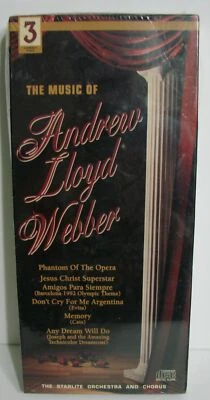 3
THE MUSIC OF
Andrew
Lloyd
Webber
Phantom Of The Opera
Jesus Christ Superstar
Amigos Para Siempre
(Barcelona 1992 Olympic Theme)
Don't Cry For Me Argentina
(Evita)
Memory
(Cats)
Any Dream Will Do
(Joseph and the Amazing
Technicolor Dreamcoat)
THE STARLITE ORCHESTRA AND CHORUS